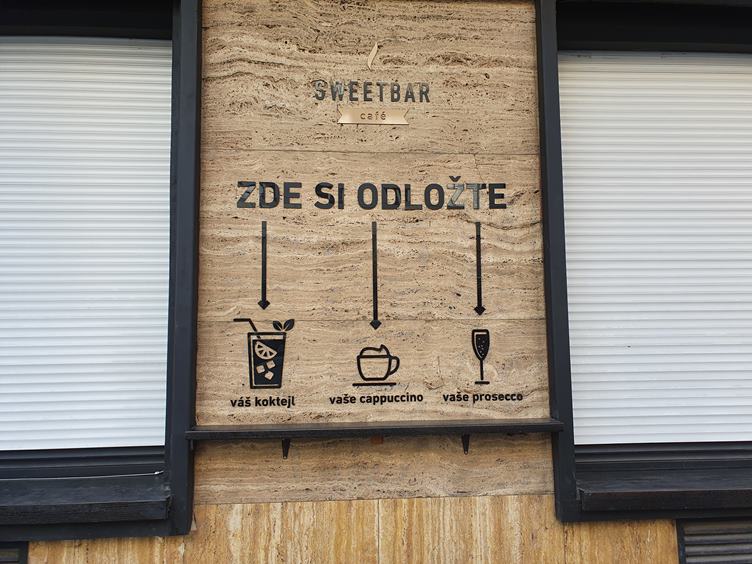 SWEETBAR
café
ZDE SI ODLOŽTE
váš koktejl vaše cappuccino vaše prosecco